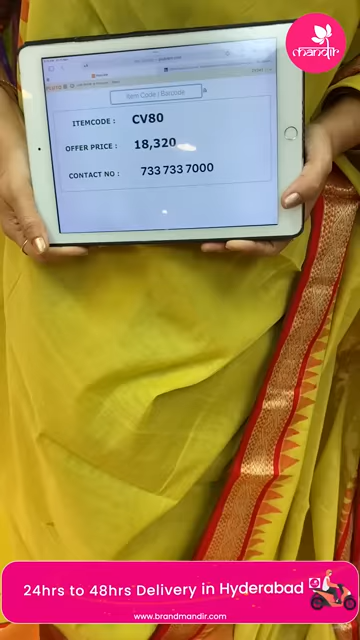 mandir
Item Code / Barcode
ITEMCODE : CV80
OFFER PRICE : 18,320
CONTACT NO : 733 733 7000
24hrs to 48hrs Delivery in Hyderabad
www.brandmandir.com